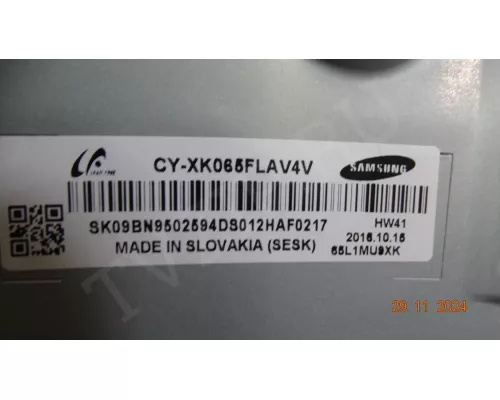 CY-XK065FLAV4V
SAMSUNG
SK09BN9502594DS012HAF0217
HW41
MADE IN SLOVAKIA (SESK)
2016.10.15
65L1MU9XK
29 11 2024